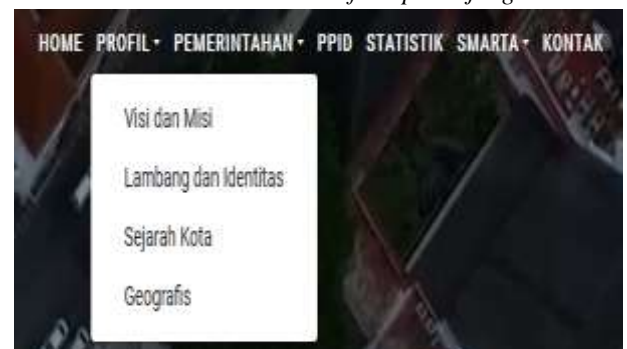 HOME PROFIL PEMERINTAHAN PPID STATISTIK SMARTA KONTAK
Visi dan Misi
Lambang dan Identitas
Sejarah Kota
Geografis